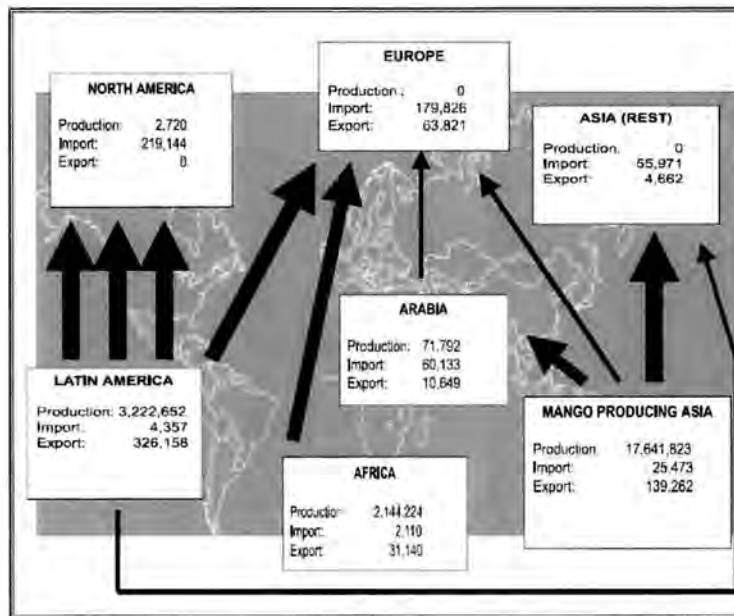 EUROPE
Production : 0
Import: 179,826
Export: 63,821
NORTH AMERICA
Production: 2,720
Import: 219,144
Export: 8
ASIA (REST)
Production. 0
Import: 55,971
Export: 4,662
ARABIA
Production: 71,792
Import: 60,133
Export: 10,649
LATIN AMERICA
Production: 3,222,652
Import: 4,357
Export: 326,158
MANGO PRODUCING ASIA
Production 17,641,823
Import: 25,473
Export: 139,262
AFRICA
Productio 2,144,224
Import: 2,110
Export 31,140